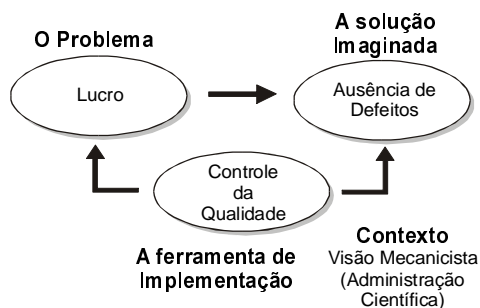 O Problema
A solução
Imaginada
Lucro
Ausência de
Defeitos
Controle
da
Qualidade
A ferramenta de
Implementação
Contexto
Visão Mecanicista
(Administração
Científica)